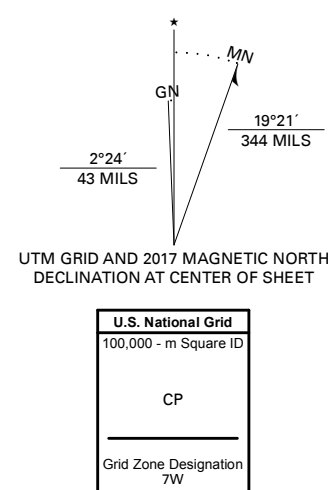 ★
MN
GN
19°21´
344 MILS
2°24´
43 MILS
UTM GRID AND 2017 MAGNETIC NORTH
DECLINATION AT CENTER OF SHEET
U.S. National Grid
100,000 - m Square ID
CP
Grid Zone Designation
7W